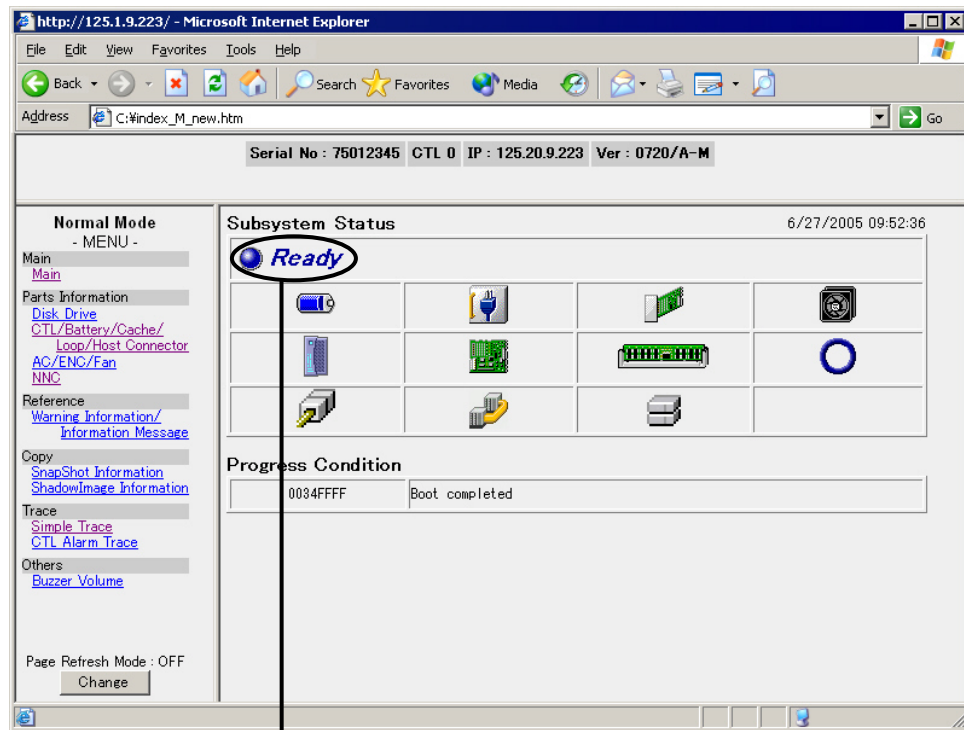 http://125.1.9.223/ - Microsoft Internet Explorer
File Edit View Favorites Tools Help
Back Search Favorites Media
Address C:¥index_M_new.htm Go
Serial No : 75012345 CTL 0 IP : 125.20.9.223 Ver : 0720/A-M
Normal Mode
- MENU -
Main
Main
Parts Information
Disk Drive
CTL/Battery/Cache/
Loop/Host Connector
AC/ENC/Fan
NNC
Reference
Warning Information/
Information Message
Copy
SnapShot Information
ShadowImage Information
Trace
Simple Trace
CTL Alarm Trace
Others
Buzzer Volume
Page Refresh Mode : OFF
Change
Subsystem Status 6/27/2005 09:52:36
Ready
Progress Condition
0034FFFF Boot completed